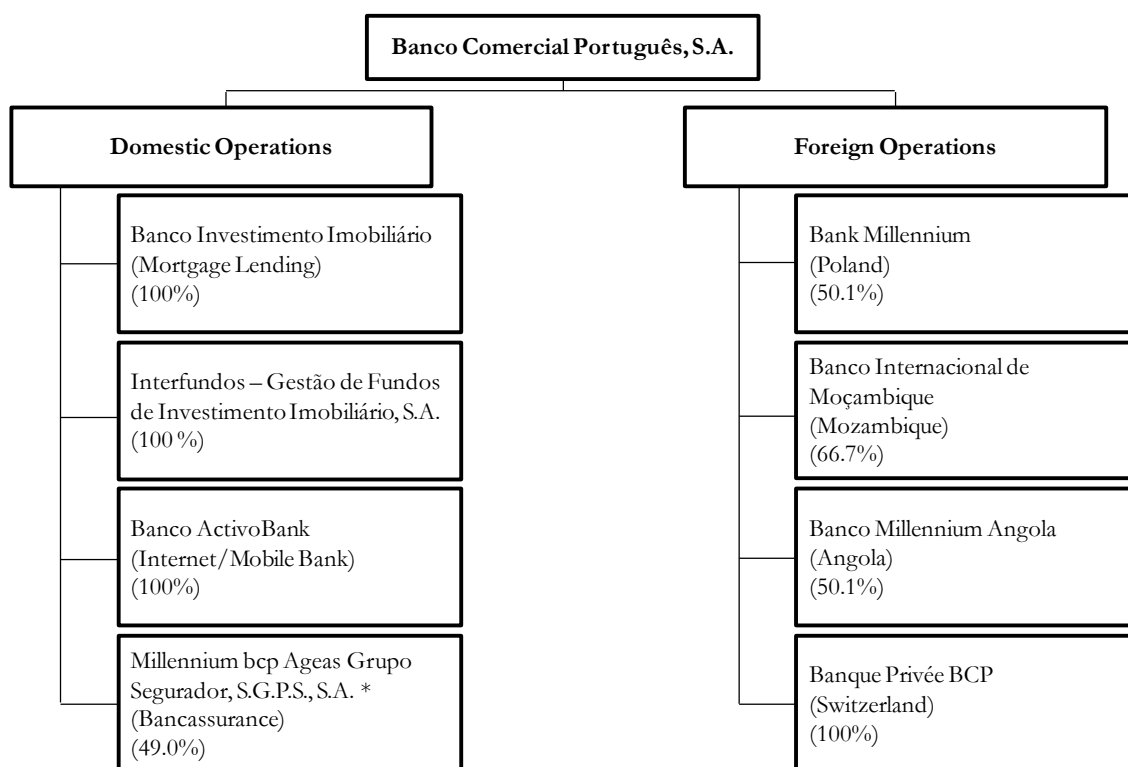 Banco Comercial Português, S.A.
Domestic Operations
Banco Investimento Imobiliário
(Mortgage Lending)
(100%)
Interfundos – Gestão de Fundos
de Investimento Imobiliário, S.A.
(100 %)
Banco ActivoBank
(Internet/Mobile Bank)
(100%)
Millennium bcp Ageas Grupo
Segurador, S.G.P.S., S.A. *
(Bancassurance)
(49.0%)
Foreign Operations
Bank Millennium
(Poland)
(50.1%)
Banco Internacional de
Moçambique
(Mozambique)
(66.7%)
Banco Millennium Angola
(Angola)
(50.1%)
Banque Privée BCP
(Switzerland)
(100%)